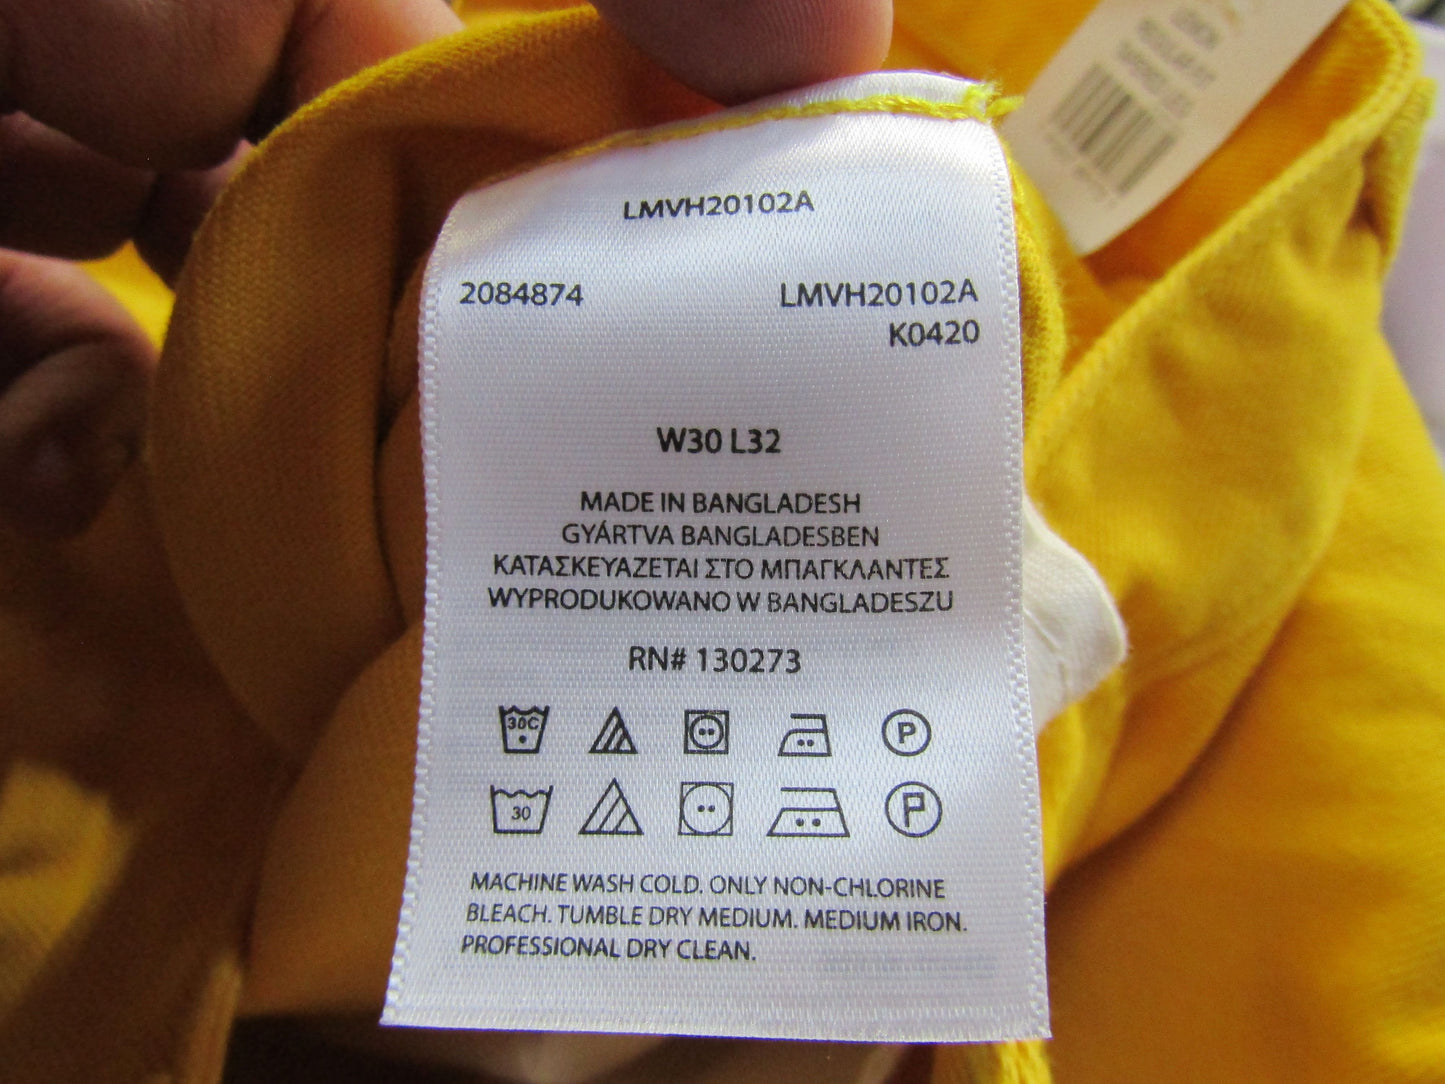 LMVH20102A
2084874 LMVH20102A
K0420
W30 L32
MADE IN BANGLADESH
GYÁRTVA BANGLADESBEN
ΚΑΤΑΣΚΕΥΑΖΕΤΑΙ ΣΤΟ ΜΠΑΓΚΛΑΝΤΕΣ
WYPRODUKOWANO W BANGLADESZU
RN# 130273
30C P
30 P
MACHINE WASH COLD. ONLY NON-CHLORINE
BLEACH. TUMBLE DRY MEDIUM. MEDIUM IRON.
PROFESSIONAL DRY CLEAN.